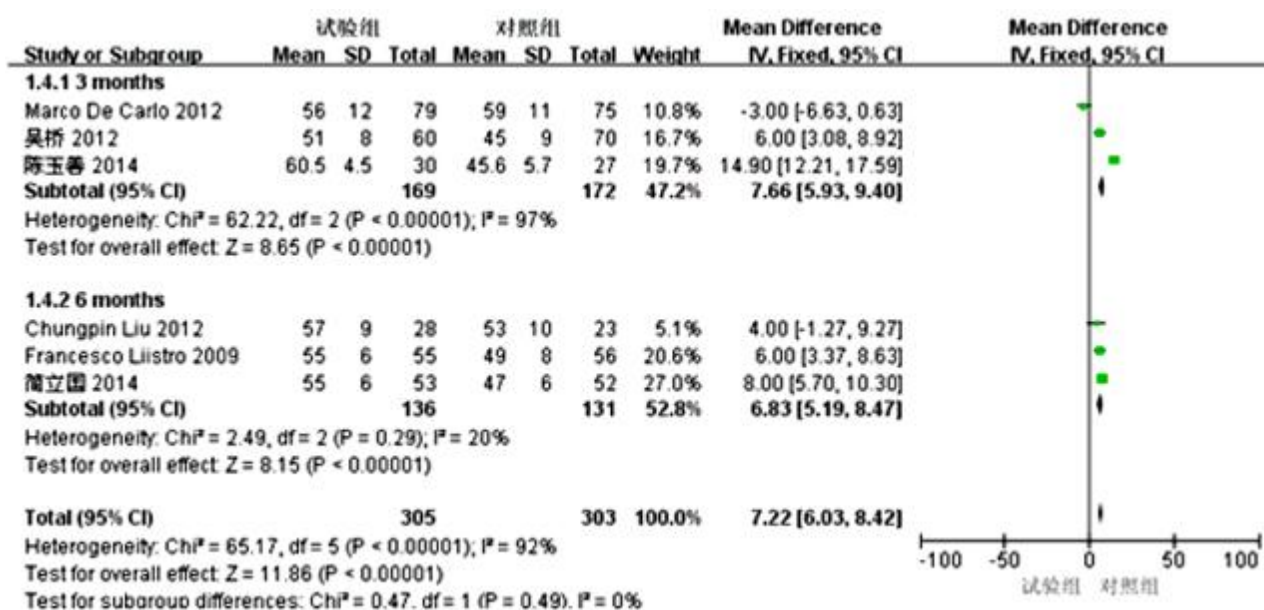 试验组 对照组 Mean Difference Mean Difference
Study or Subgroup Mean SD Total Mean SD Total Weight IV, Fixed, 95% CI IV, Fixed, 95% CI
1.4.1 3 months
Marco De Carlo 2012 56 12 79 59 11 75 10.8% -3.00 [-6.63, 0.63]
吴桥 2012 51 8 60 45 9 70 16.7% 6.00 [3.08, 8.92]
陈玉善 2014 60.5 4.5 30 45.6 5.7 27 19.7% 14.90 [12.21, 17.59]
Subtotal (95% CI) 169 172 47.2% 7.66 [5.93, 9.40]
Heterogeneity: Chi² = 62.22, df = 2 (P < 0.00001); I² = 97%
Test for overall effect: Z = 8.65 (P < 0.00001)
1.4.2 6 months
Chungpin Liu 2012 57 9 28 53 10 23 5.1% 4.00 [-1.27, 9.27]
Francesco Liistro 2009 55 6 55 49 8 56 20.6% 6.00 [3.37, 8.63]
简立国 2014 55 6 53 47 6 52 27.0% 8.00 [5.70, 10.30]
Subtotal (95% CI) 136 131 52.8% 6.83 [5.19, 8.47]
Heterogeneity: Chi² = 2.49, df = 2 (P = 0.29); I² = 20%
Test for overall effect: Z = 8.15 (P < 0.00001)
Total (95% CI) 305 303 100.0% 7.22 [6.03, 8.42]
Heterogeneity: Chi² = 65.17, df = 5 (P < 0.00001); I² = 92%
Test for overall effect: Z = 11.86 (P < 0.00001)
Test for subgroup differences: Chi² = 0.47, df = 1 (P = 0.49), I² = 0%
-100 -50 0 50 100
试验组 对照组